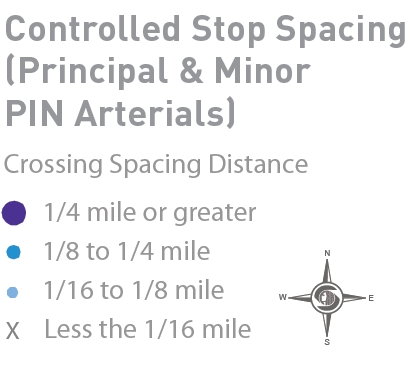 Controlled Stop Spacing
(Principal & Minor
PIN Arterials)
Crossing Spacing Distance
1/4 mile or greater
1/8 to 1/4 mile
1/16 to 1/8 mile
X Less the 1/16 mile
N
W E
S